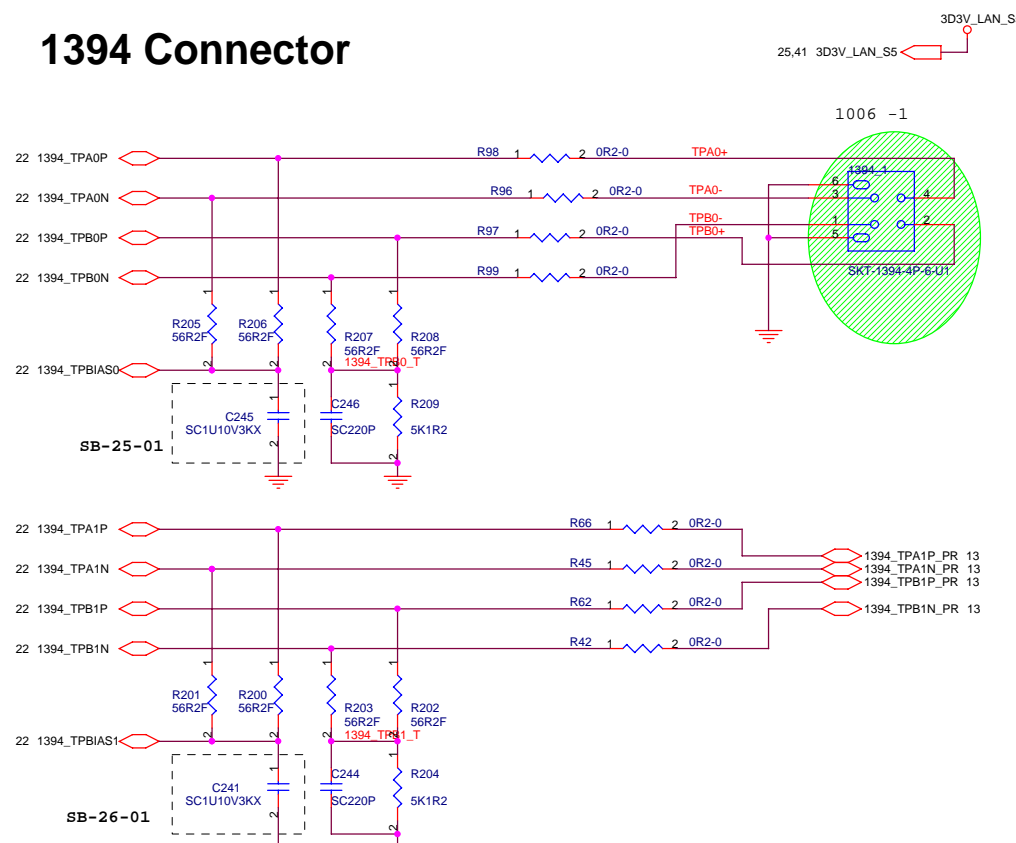 1394 Connector
3D3V_LAN_S
25,41 3D3V_LAN_S5
1006 -1
22 1394_TPA0P
R98 1 2 0R2-0 TPA0+
1394_1
22 1394_TPA0N
R96 1 2 0R2-0 TPA0-
6
3 4
22 1394_TPB0P
R97 1 2 0R2-0 TPB0-
TPB0+
1 2
5
22 1394_TPB0N
R99 1 2 0R2-0
SKT-1394-4P-6-U1
1 1 1 1
R205 R206 R207 R208
56R2F 56R2F 56R2F 56R2F
2 2 2 2
1394_TPB0_T
22 1394_TPBIAS0
1 1
C245 C246 R209
SC1U10V3KX SC220P 5K1R2
2 2
SB-25-01
22 1394_TPA1P
R66 1 2 0R2-0
1394_TPA1P_PR 13
22 1394_TPA1N
R45 1 2 0R2-0
1394_TPA1N_PR 13
1394_TPB1P_PR 13
22 1394_TPB1P
R62 1 2 0R2-0
1394_TPB1N_PR 13
22 1394_TPB1N
R42 1 2 0R2-0
1 1 1 1
R201 R200 R203 R202
56R2F 56R2F 56R2F 56R2F
2 2 2 2
1394_TPB1_T
22 1394_TPBIAS1
1 1
C241 C244 R204
SC1U10V3KX SC220P 5K1R2
2 2
SB-26-01